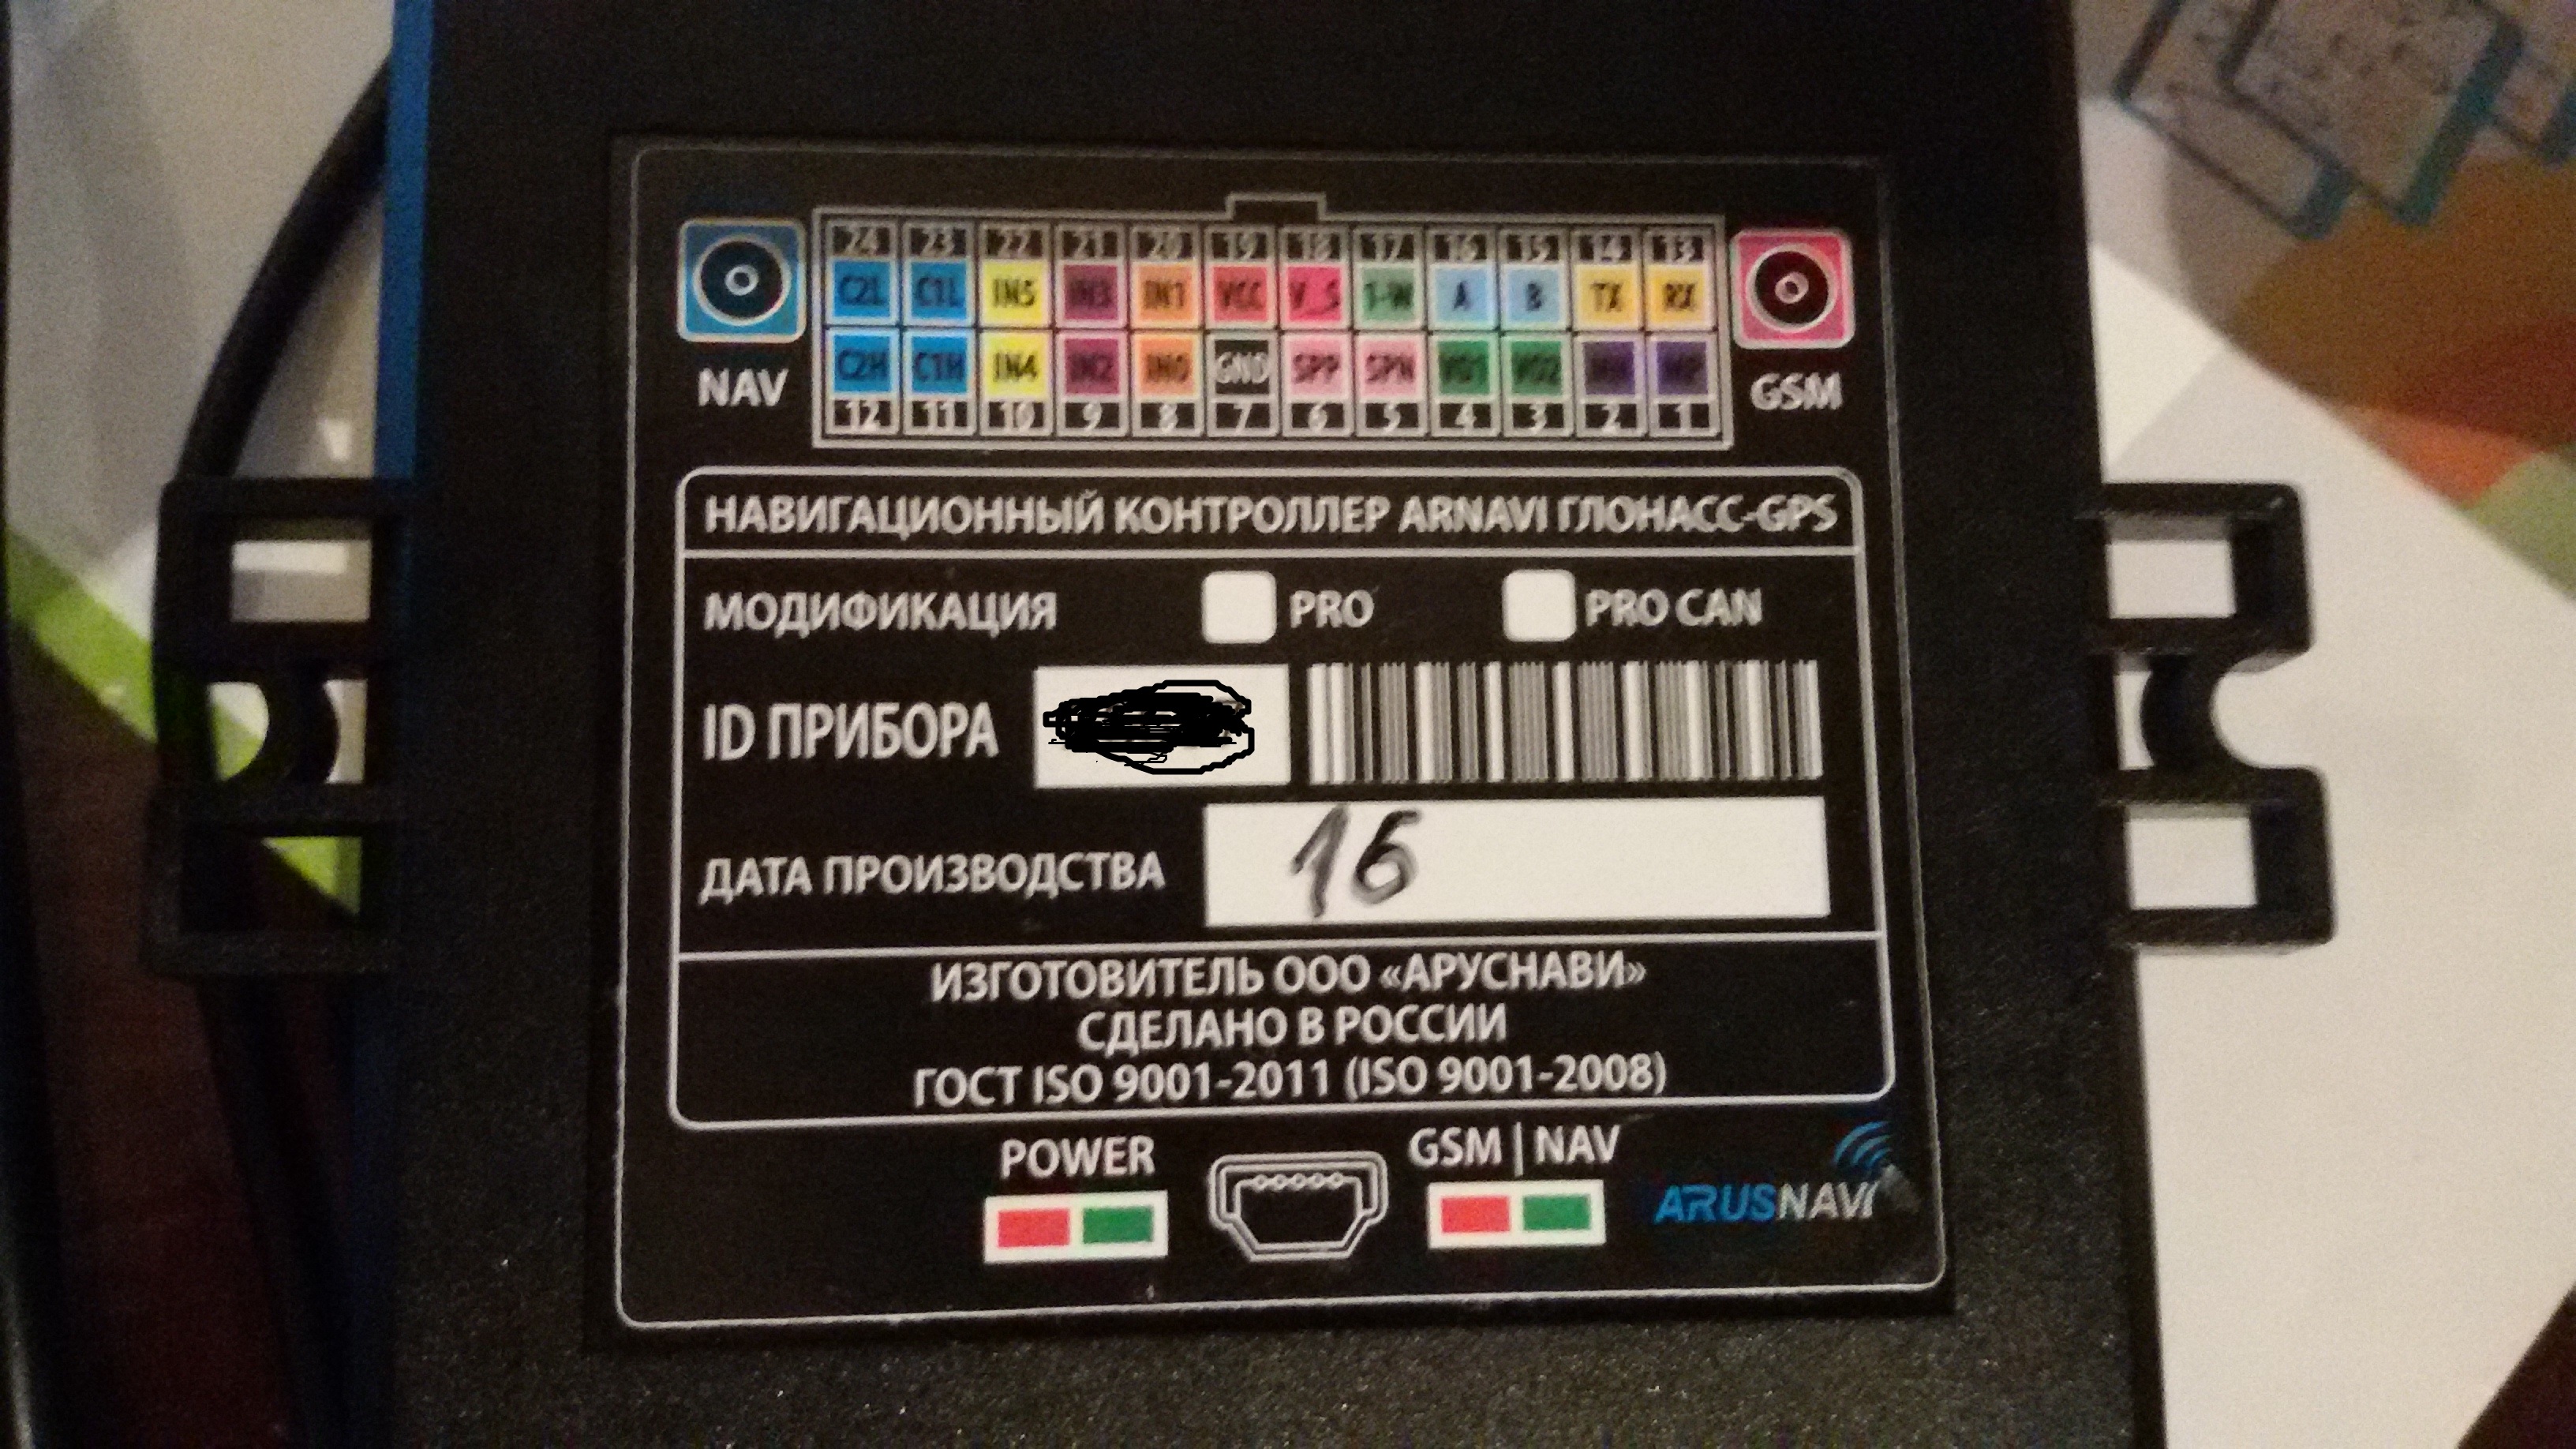 24 23 22 21 20 19 18 17 16 15 14 13
C2L C1L IN5 IN3 IN1 VCC V_S 1-W A B TX RX
C2H C1H IN4 IN2 IN0 GND SPP SPN VO1 VO2
12 11 10 9 8 7 6 5 4 3 2 1
NAV
GSM
НАВИГАЦИОННЫЙ КОНТРОЛЛЕР ARNAVI ГЛОНАСС-GPS
МОДИФИКАЦИЯ PRO PRO CAN
ID ПРИБОРА
ДАТА ПРОИЗВОДСТВА 16
ИЗГОТОВИТЕЛЬ ООО «АРУСНАВИ»
СДЕЛАНО В РОССИИ
ГОСТ ISO 9001-2011 (ISO 9001-2008)
POWER GSM | NAV
ARUSNAVI